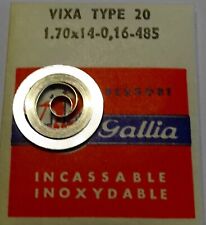 VIXA TYPE 20
1.70x14-0,16-485
Gallia
INCASSABLE
INOXYDABLE